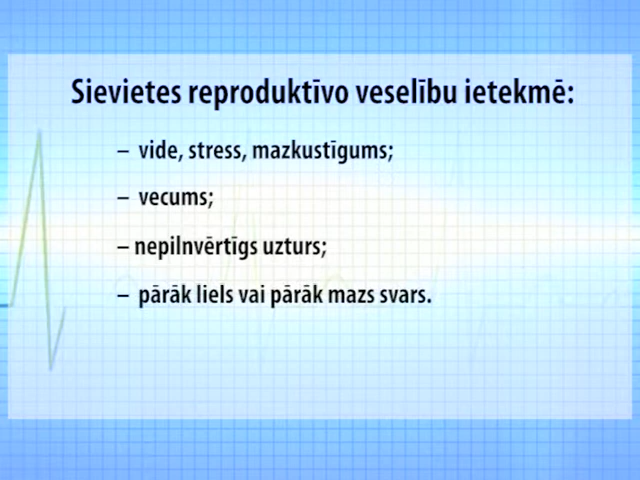 Sievietes reproduktīvo veselību ietekmē:
– vide, stress, mazkustīgums;
– vecums;
– nepilnvērtīgs uzturs;
– pārāk liels vai pārāk mazs svars.